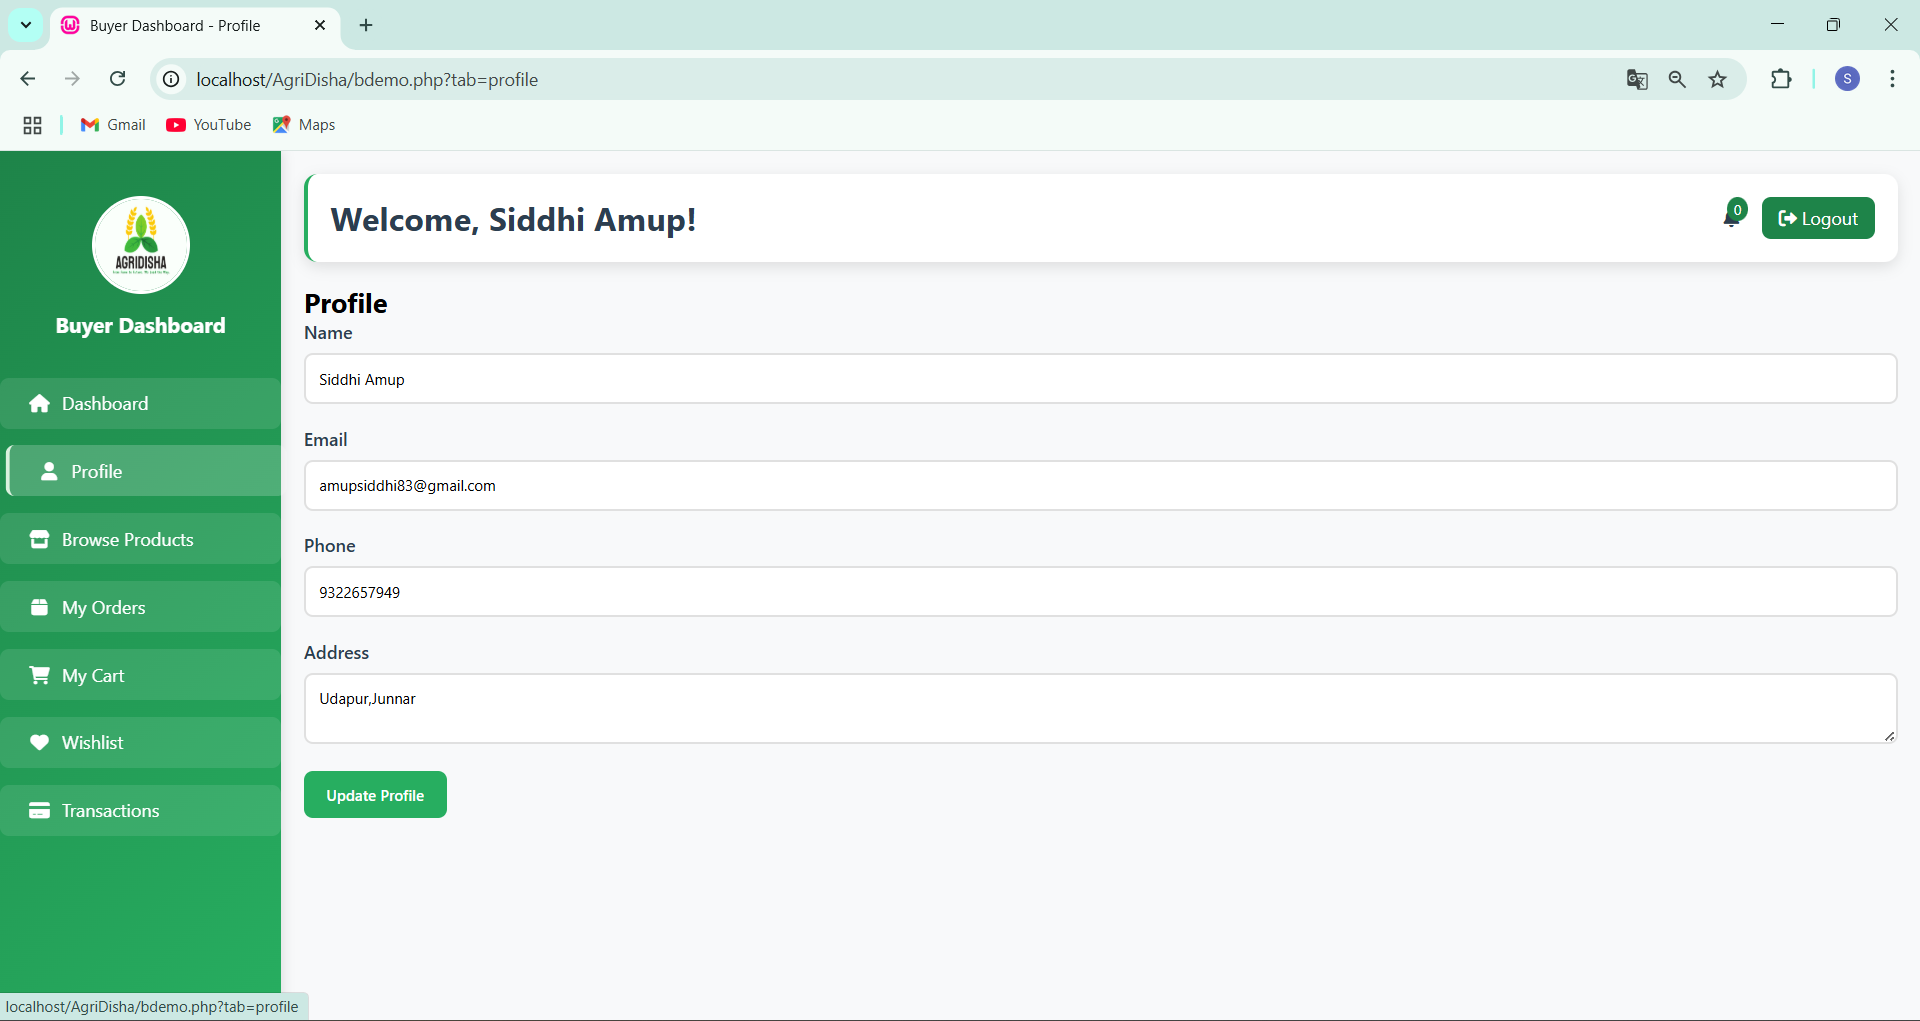 Buyer Dashboard - Profile
localhost/AgriDisha/bdemo.php?tab=profile
S
Gmail
YouTube
Maps
AGRIDISHA
Buyer Dashboard
Dashboard
Profile
Browse Products
My Orders
My Cart
Wishlist
Transactions
Welcome, Siddhi Amup!
0
Logout
Profile
Name
Siddhi Amup
Email
amupsiddhi83@gmail.com
Phone
9322657949
Address
Udapur,Junnar
Update Profile
localhost/AgriDisha/bdemo.php?tab=profile